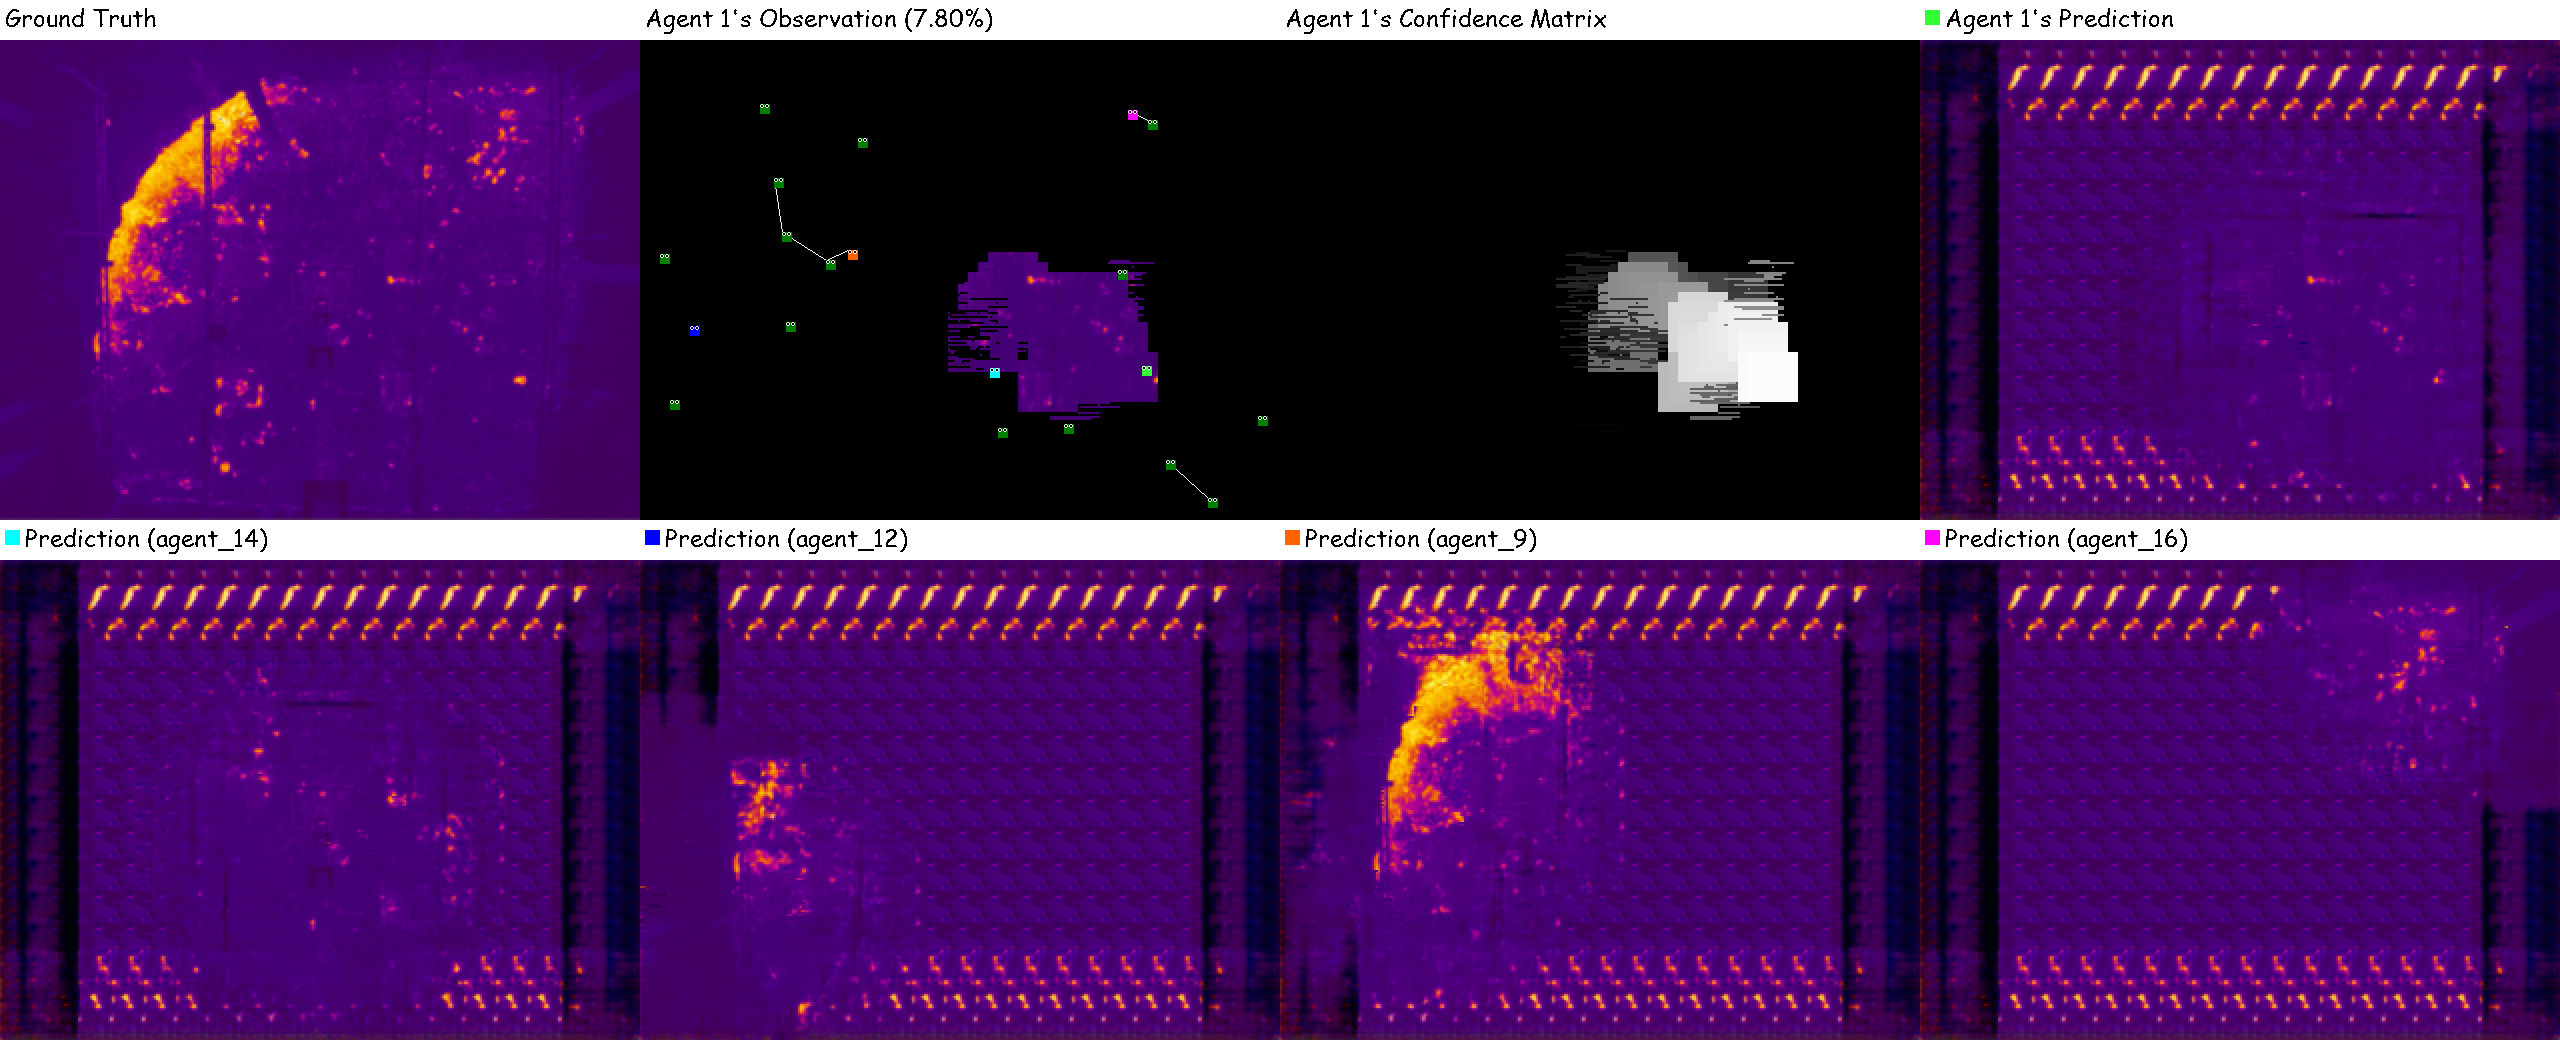 Ground Truth
Agent 1's Observation (7.80%)
Agent 1's Confidence Matrix
Agent 1's Prediction
Prediction (agent_14)
Prediction (agent_12)
Prediction (agent_9)
Prediction (agent_16)